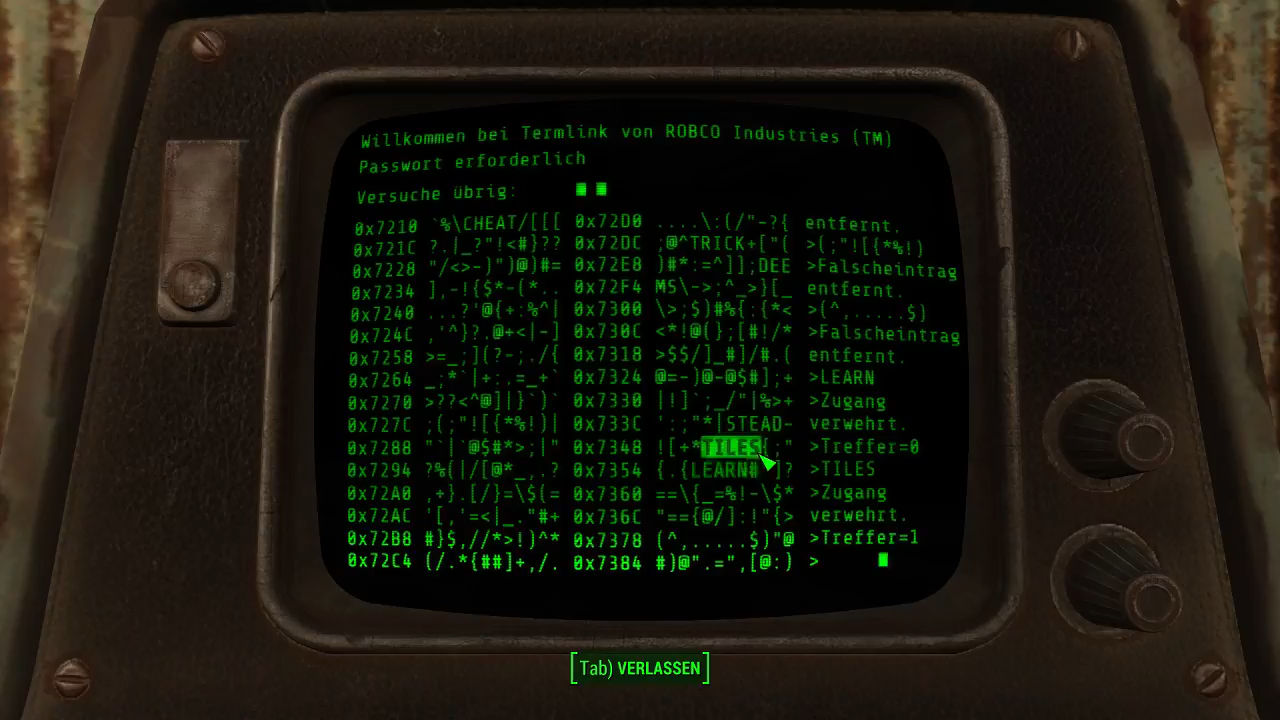 Willkommen bei Termlink von ROBCO Industries (TM)
Passwort erforderlich
Versuche übrig:
0x7210 `%\CHEAT/[[[ 0x72D0 ....\:(/"-?{ entfernt.
0x721C ?.|_?"!<#}?? 0x72DC ;@^TRICK+["( >(;"![{*%!)
0x7228 "/<>-)")@)#= 0x72E8 )#*:=^]];DEE >Falscheintrag
0x7234 ],-!{$*-(*.. 0x72F4 MS\->;^_>}[_ entfernt.
0x7240 ...?'@{+:%^| 0x7300 \>;$)#%{:{*< >(^,.....$)
0x724C ,'^}?.@+<|-] 0x730C <*!@(};[#!/* >Falscheintrag
0x7258 >=_;](?-;./{ 0x7318 >$$/]_#]/#.( entfernt.
0x7264 _;*`|+:.=_+` 0x7324 @=-)@-@$#];+ >LEARN
0x7270 >??<^@]|}`)` 0x7330 |!]`;_/"|%>+ >Zugang
0x727C ;(;"![{*%!)| 0x733C ':;"*|STEAD- verwehrt.
0x7288 "`|`@$#*>;|" 0x7348 ![+*TILES{;" >Treffer=0
0x7294 ?%(|/[@*_,.? 0x7354 {.{LEARN# ]? >TILES
0x72A0 ,+}.[/}=\$(= 0x7360 ==\{_=%!-\$* >Zugang
0x72AC '[,'=<|_."#+ 0x736C "=={@/]:!"{> verwehrt.
0x72B8 #}$,//*>!)^* 0x7378 (^,.....$)"@ >Treffer=1
0x72C4 (/.*{##]+,/. 0x7384 #)@".=",[@:) >
[Tab) VERLASSEN]